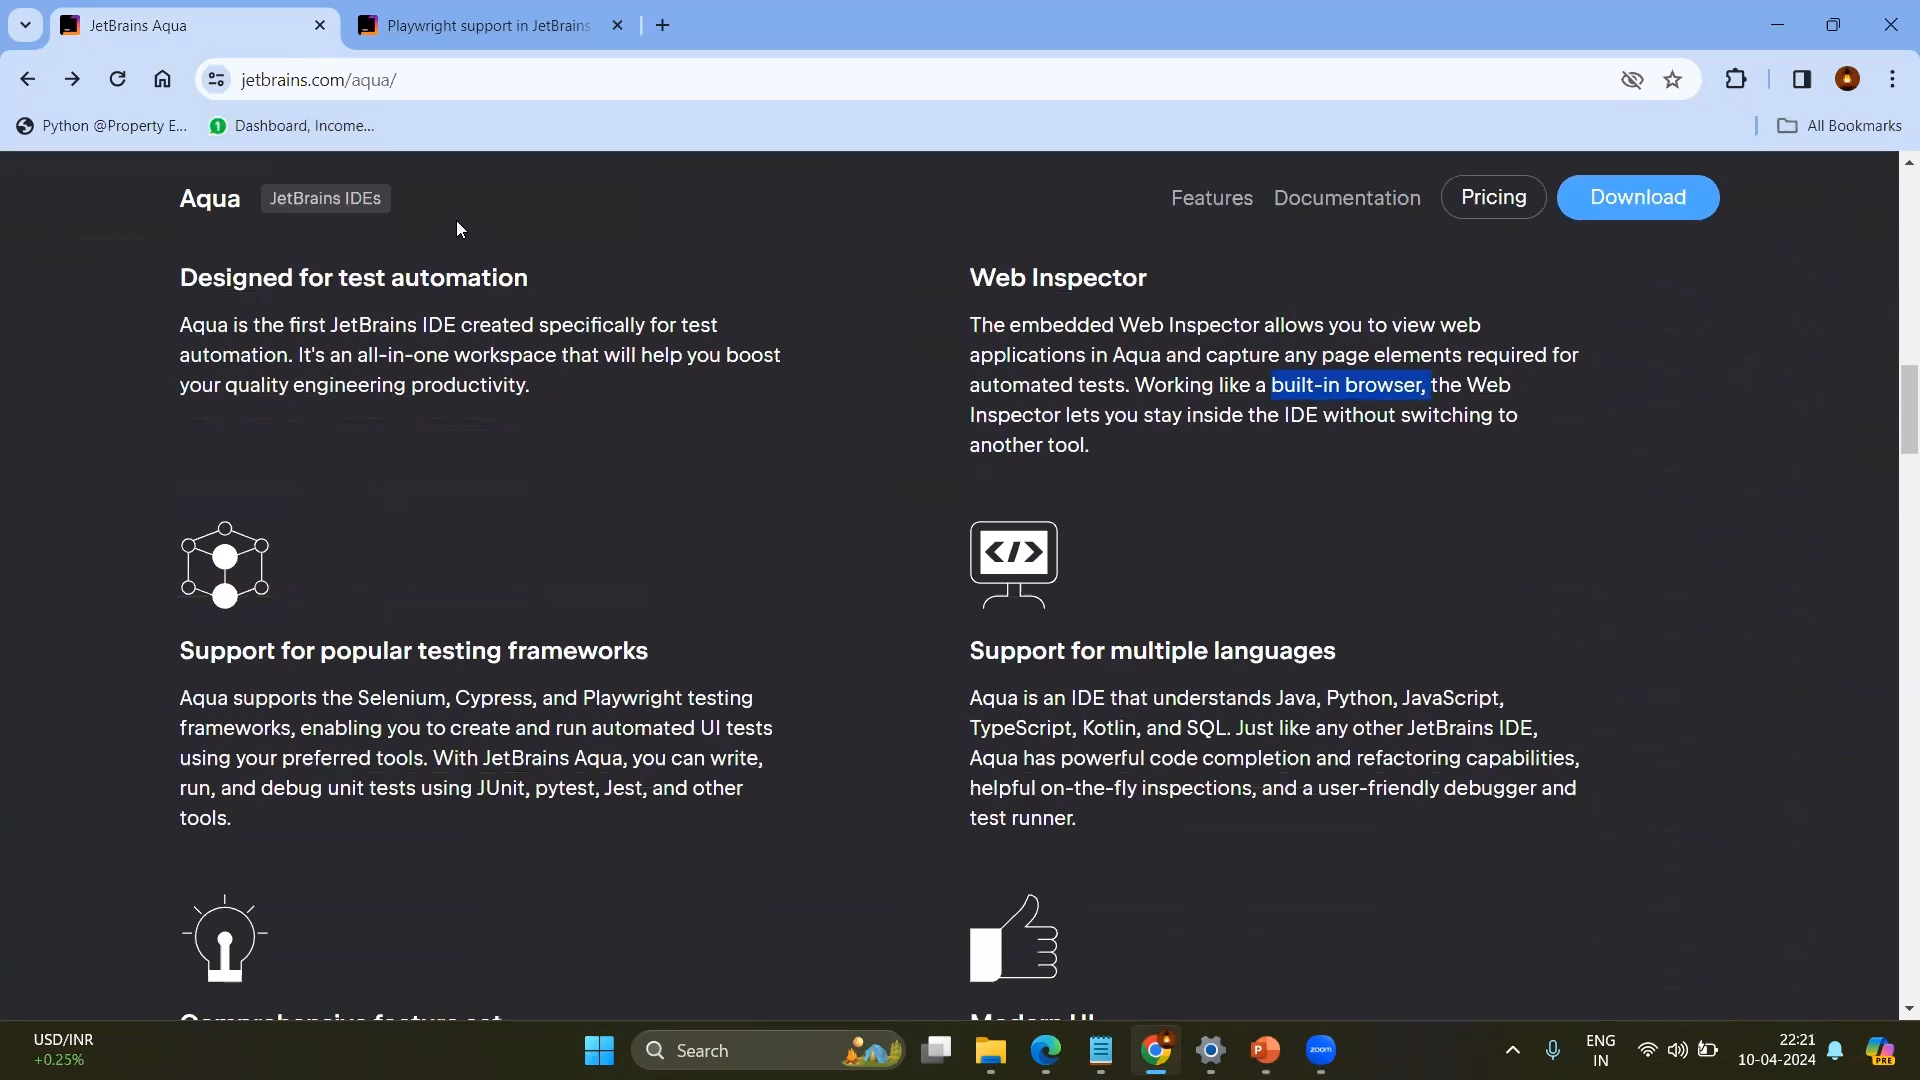 JetBrains Aqua
Playwright support in JetBrains
jetbrains.com/aqua/
Python @Property E...
Dashboard, Income...
All Bookmarks
Aqua
JetBrains IDEs
Features
Documentation
Pricing
Download
Designed for test automation
Aqua is the first JetBrains IDE created specifically for test
automation. It's an all-in-one workspace that will help you boost
your quality engineering productivity.
Web Inspector
The embedded Web Inspector allows you to view web
applications in Aqua and capture any page elements required for
automated tests. Working like a built-in browser, the Web
Inspector lets you stay inside the IDE without switching to
another tool.
Support for popular testing frameworks
Aqua supports the Selenium, Cypress, and Playwright testing
frameworks, enabling you to create and run automated UI tests
using your preferred tools. With JetBrains Aqua, you can write,
run, and debug unit tests using JUnit, pytest, Jest, and other
tools.
Support for multiple languages
Aqua is an IDE that understands Java, Python, JavaScript,
TypeScript, Kotlin, and SQL. Just like any other JetBrains IDE,
Aqua has powerful code completion and refactoring capabilities,
helpful on-the-fly inspections, and a user-friendly debugger and
test runner.
Comprehensive feature set
Modern UI
USD/INR
+0.25%
Search
zoom
ENG
IN
22:21
10-04-2024
PRE